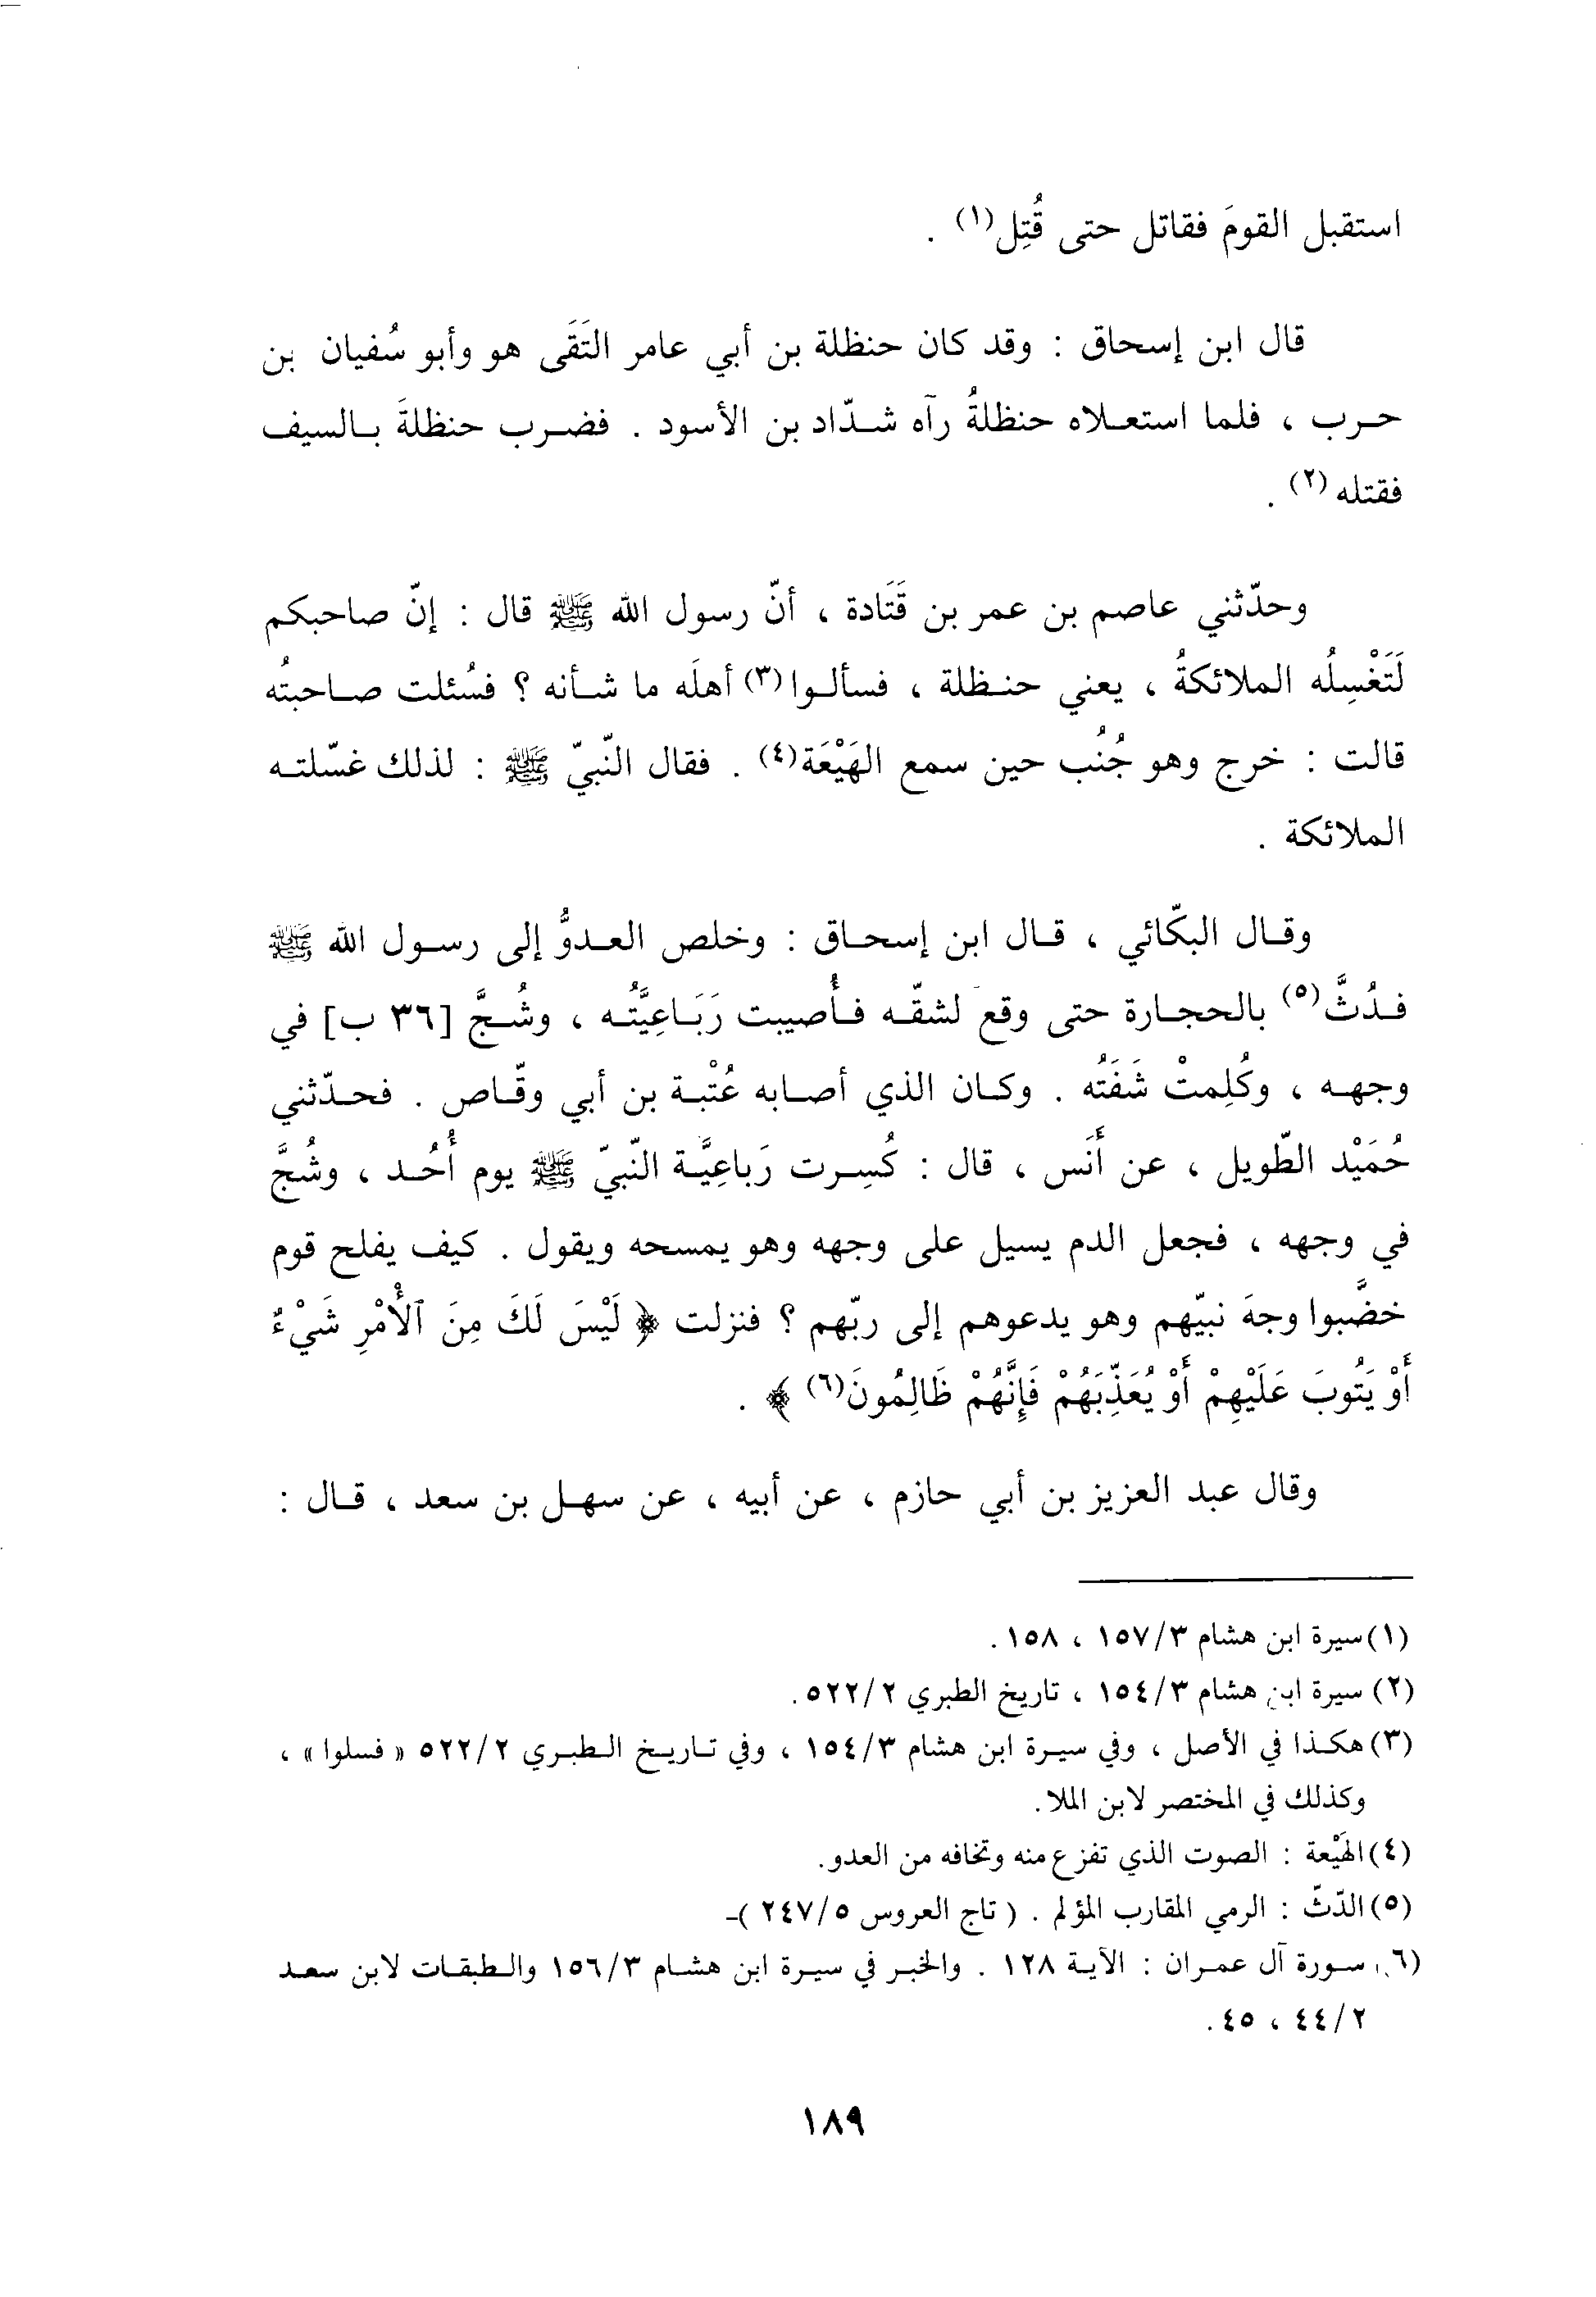 استقبل القومَ فقاتل حتى قُتِل(١) .
قال ابن إسحاق : وقد كان حنظلة بن أبي عامر التَقَى هو وأبو سُفيان بن
حرب ، فلما استعلاه حنظلةُ رآه شدّاد بن الأسود . فضرب حنظلةَ بالسيف
فقتله (٢) .
وحدّثني عاصم بن عمر بن قَتَادة ، أنّ رسول الله ﷺ قال : إنّ صاحبكم
لَتَغْسِلُه الملائكةُ ، يعني حنظلة ، فسألوا(٣) أهلَه ما شأنه ؟ فسُئلت صاحبتُه
قالت : خرج وهو جُنُب حين سمع الهَيْعَة(٤) . فقال النّبيّ ﷺ : لذلك غسّلته
الملائكة .
وقال البكّائي ، قال ابن إسحاق : وخلص العدوُّ إلى رسول الله ﷺ
فدُثَّ(٥) بالحجارة حتى وقع لشقّه فأُصيبت رَبَاعِيَّتُه ، وشُجَّ [٣٦ ب] في
وجهه ، وكُلِمتْ شَفَتُه . وكان الذي أصابه عُتْبة بن أبي وقّاص . فحدّثني
حُمَيْد الطّويل ، عن أَنَس ، قال : كُسِرت رَباعِيَّة النّبيّ ﷺ يوم أُحُد ، وشُجَّ
في وجهه ، فجعل الدم يسيل على وجهه وهو يمسحه ويقول . كيف يفلح قوم
خضَّبوا وجهَ نبيّهم وهو يدعوهم إلى ربّهم ؟ فنزلت ﴿ لَيْسَ لَكَ مِنَ ٱلْأَمْرِ شَيْءٌ
أَوْ يَتُوبَ عَلَيْهِمْ أَوْ يُعَذِّبَهُمْ فَإِنَّهُمْ ظَالِمُونَ(٦) ﴾ .
وقال عبد العزيز بن أبي حازم ، عن أبيه ، عن سهل بن سعد ، قال :
(١) سيرة ابن هشام ١٥٧/٣ ، ١٥٨ .
(٢) سيرة ابن هشام ١٥٤/٣ ، تاريخ الطبري ٥٢٢/٢ .
(٣) هكذا في الأصل ، وفي سيرة ابن هشام ١٥٤/٣ ، وفي تاريخ الطبري ٥٢٢/٢ « فسلوا » ،
وكذلك في المختصر لابن الملا .
(٤) الهَيْعة : الصوت الذي تفزع منه وتخافه من العدو .
(٥) الدّثّ : الرمي المقارب المؤلم . ( تاج العروس ٢٤٧/٥ )-
(٦) سورة آل عمران : الآية ١٢٨ . والخبر في سيرة ابن هشام ١٥٦/٣ والطبقات لابن سعد
٤٤/٢ ، ٤٥ .
١٨٩